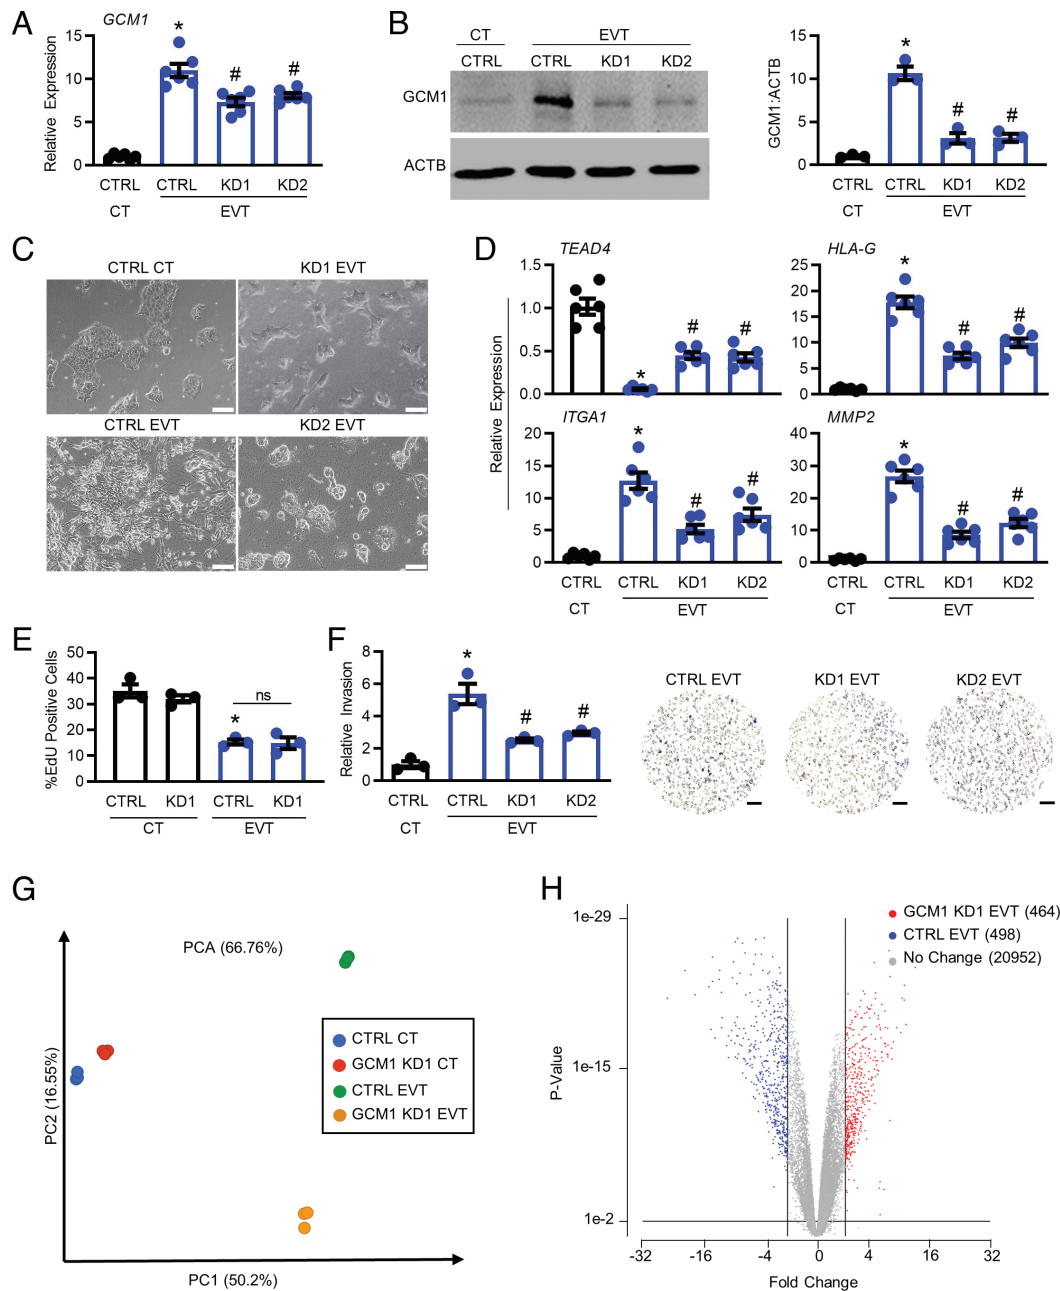 A
GCM1
Relative Expression
15
10
5
0
*
#
#
CTRL
CTRL
KD1
KD2
CT
EVT
B
CT
EVT
CTRL
CTRL
KD1
KD2
GCM1
ACTB
GCM1:ACTB
15
10
5
0
*
#
#
CTRL
CTRL
KD1
KD2
CT
EVT
C
CTRL CT
KD1 EVT
CTRL EVT
KD2 EVT
D
Relative Expression
TEAD4
1.5
1.0
0.5
0.0
*
#
#
HLA-G
25
20
15
10
5
0
*
#
#
ITGA1
20
15
10
5
0
*
#
#
CTRL
CTRL
KD1
KD2
CT
EVT
MMP2
40
30
20
10
0
*
#
#
CTRL
CTRL
KD1
KD2
CT
EVT
E
%EdU Positive Cells
50
40
30
20
10
0
*
ns
CTRL
KD1
CTRL
KD1
CT
EVT
F
Relative Invasion
8
6
4
2
0
*
#
#
CTRL
CTRL
KD1
KD2
CT
EVT
CTRL EVT
KD1 EVT
KD2 EVT
G
PCA (66.76%)
PC2 (16.55%)
CTRL CT
GCM1 KD1 CT
CTRL EVT
GCM1 KD1 EVT
PC1 (50.2%)
H
GCM1 KD1 EVT (464)
CTRL EVT (498)
No Change (20952)
P-Value
1e-29
1e-15
1e-2
-32
-16
-4
0
4
16
32
Fold Change